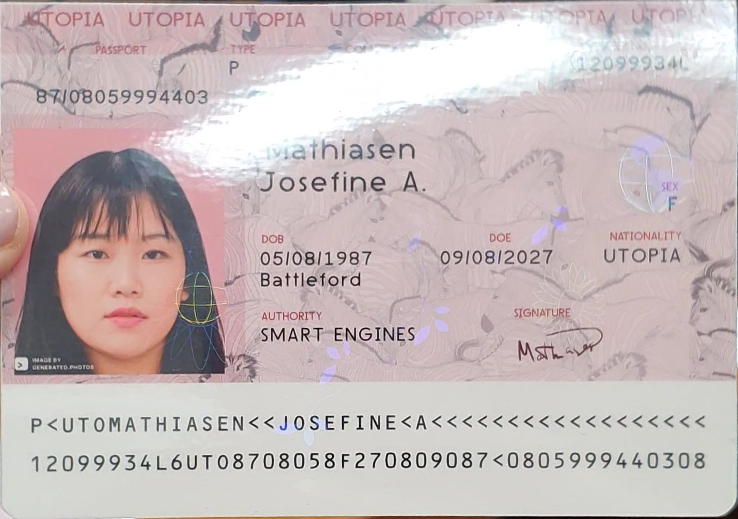 UTOPIA UTOPIA UTOPIA UTOPIA UTOPIA UTOPIA UTOPIA
PASSPORT TYPE
P 12099934L
87/08059994403
Mathiasen
Josefine A.
SEX
F
DOB DOE NATIONALITY
05/08/1987 09/08/2027 UTOPIA
Battleford
AUTHORITY SIGNATURE
SMART ENGINES
IMAGE BY
GENERATED.PHOTOS
P<UTOMATHIASEN<<JOSEFINE<A<<<<<<<<<<<<<<<<<<
12099934L6UTO8708058F270809087<0805999440308